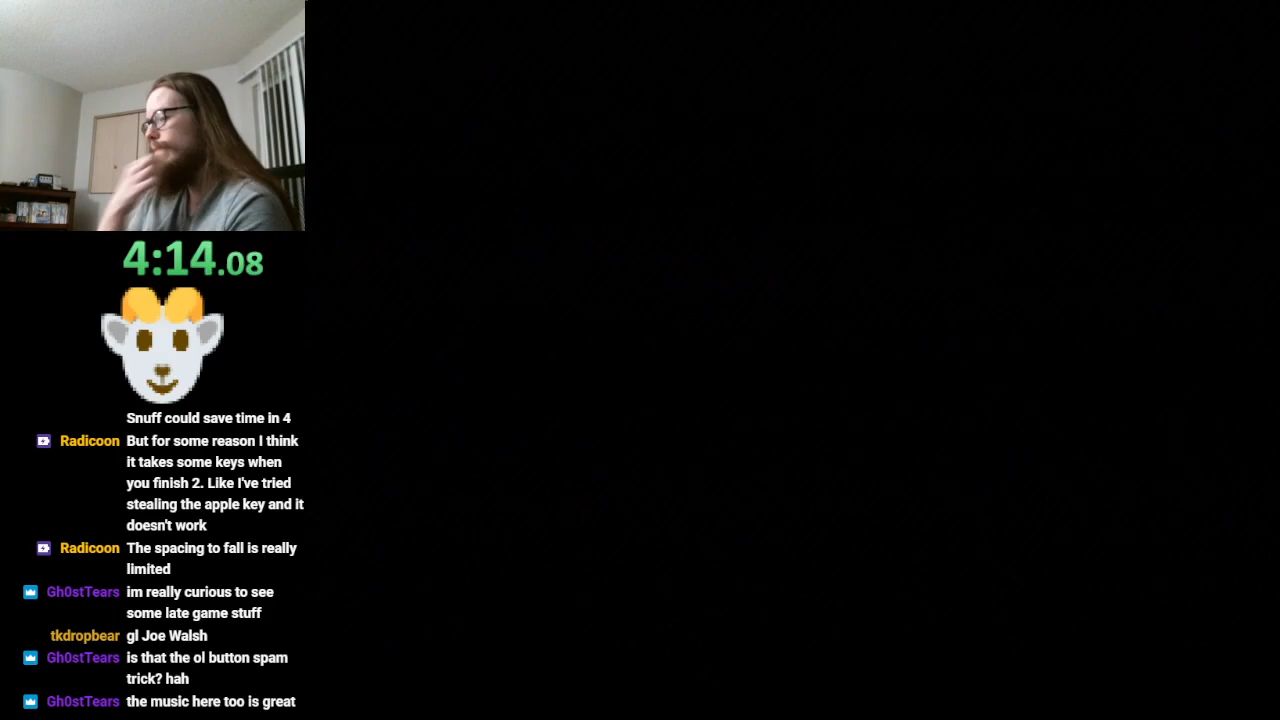 4:14.08
Snuff could save time in 4
Radicoon But for some reason I think
it takes some keys when
you finish 2. Like I've tried
stealing the apple key and it
doesn't work
Radicoon The spacing to fall is really
limited
Gh0stTears im really curious to see
some late game stuff
tkdropbear gl Joe Walsh
Gh0stTears is that the ol button spam
trick? hah
Gh0stTears the music here too is great